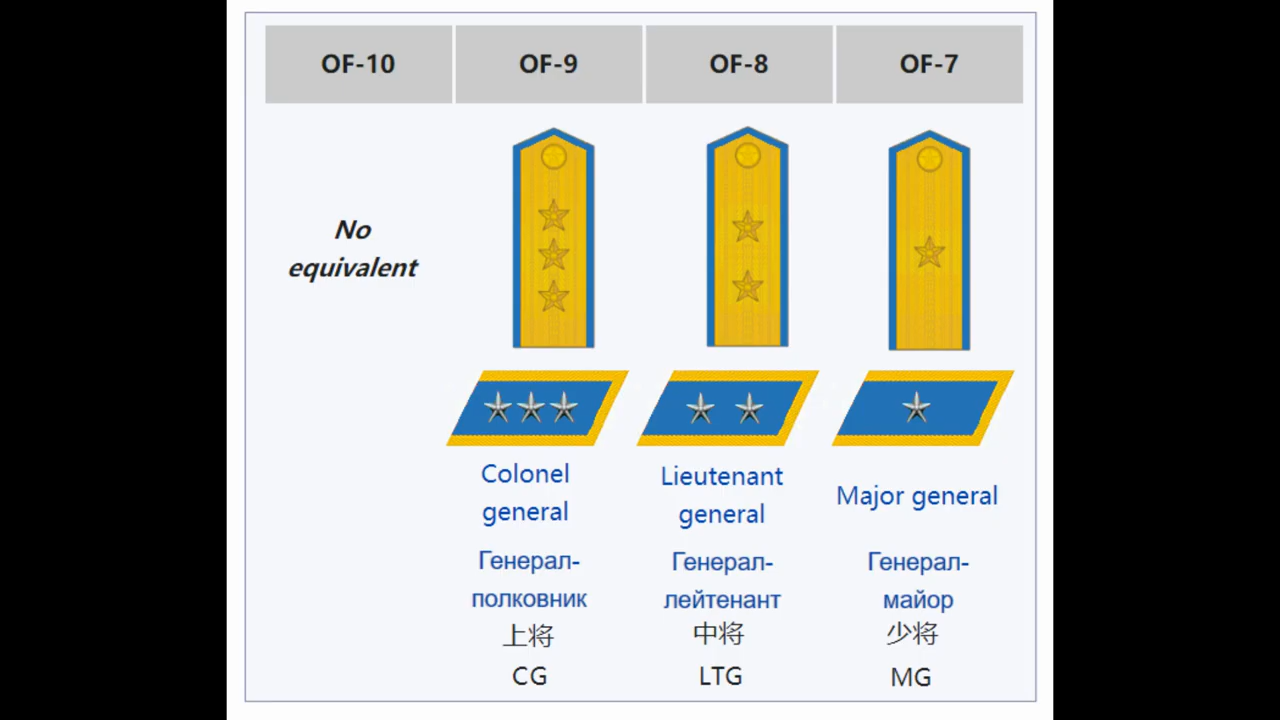 OF-10 OF-9 OF-8 OF-7
No
equivalent
Colonel
general
Генерал-
полковник
上将
CG
Lieutenant
general
Генерал-
лейтенант
中将
LTG
Major general
Генерал-
майор
少将
MG